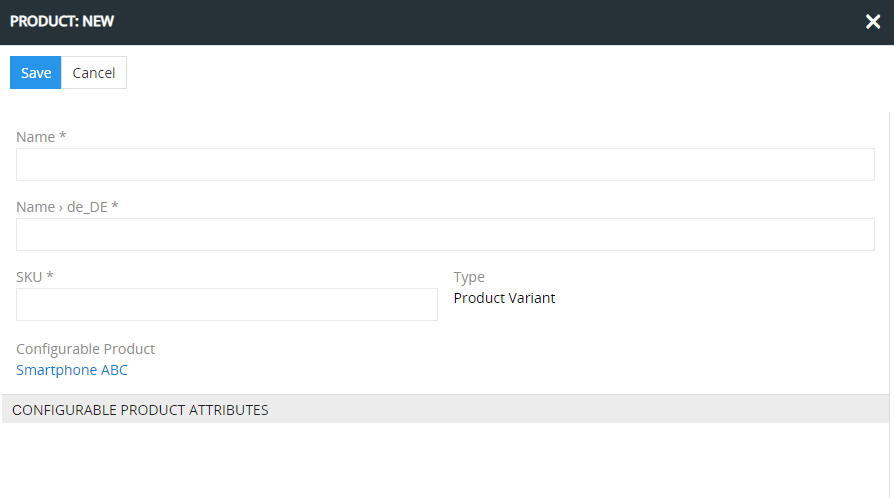 PRODUCT: NEW
Save Cancel
Name *
Name › de_DE *
SKU * Type
Product Variant
Configurable Product
Smartphone ABC
CONFIGURABLE PRODUCT ATTRIBUTES